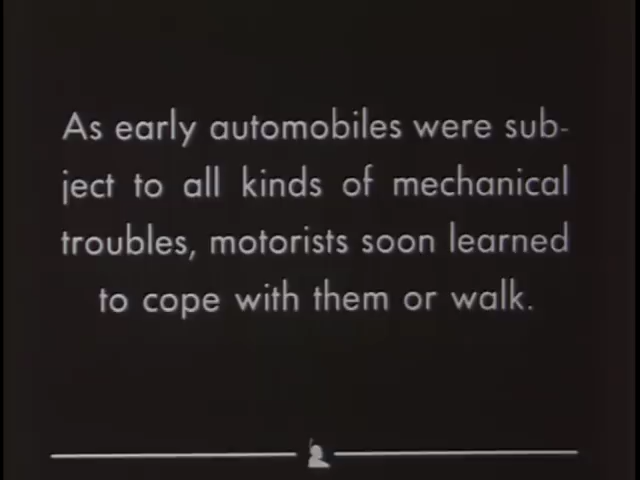 As early automobiles were sub-
ject to all kinds of mechanical
troubles, motorists soon learned
to cope with them or walk.